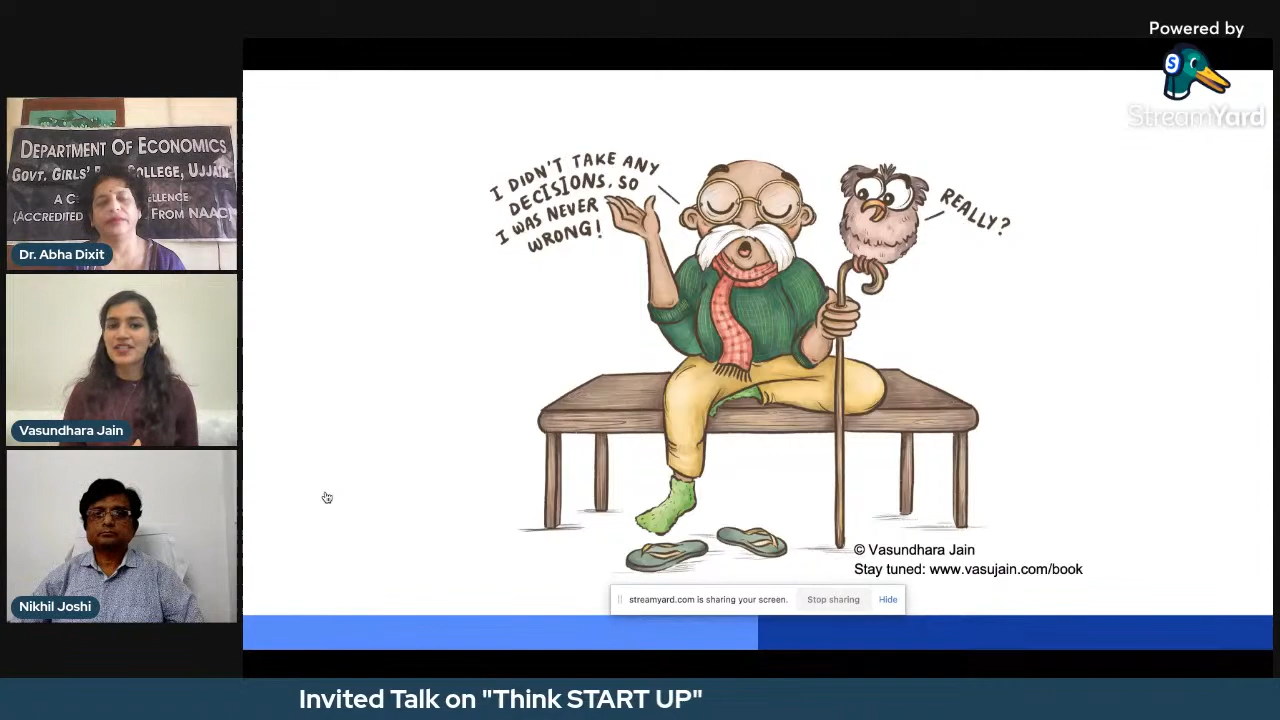 Powered by
S
StreamYard
DEPARTMENT OF ECONOMICS
GOVT. GIRLS' COLLEGE, UJJAIN
A C LLENCE
(ACCREDITED FROM NAAC)
Dr. Abha Dixit
Vasundhara Jain
Nikhil Joshi
I DIDN'T TAKE ANY
DECISIONS, SO
I WAS NEVER
WRONG!
REALLY?
© Vasundhara Jain
Stay tuned: www.vasujain.com/book
streamyard.com is sharing your screen.
Stop sharing
Hide
Invited Talk on "Think START UP"